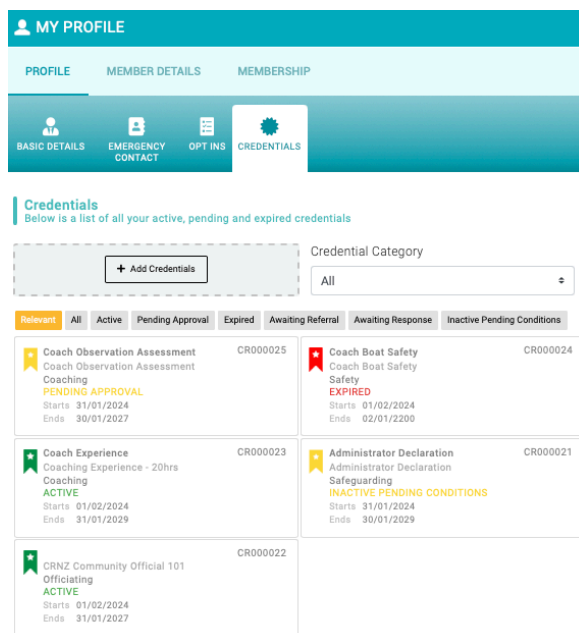 MY PROFILE
PROFILE MEMBER DETAILS MEMBERSHIP
BASIC DETAILS
EMERGENCY CONTACT
OPT INS
CREDENTIALS
Credentials
Below is a list of all your active, pending and expired credentials
+ Add Credentials
Credential Category
All
Relevant All Active Pending Approval Expired Awaiting Referral Awaiting Response Inactive Pending Conditions
Coach Observation Assessment CR000025
Coach Observation Assessment
Coaching
PENDING APPROVAL
Starts 31/01/2024
Ends 30/01/2027
Coach Boat Safety CR000024
Coach Boat Safety
Safety
EXPIRED
Starts 01/02/2024
Ends 02/01/2200
Coach Experience CR000023
Coaching Experience - 20hrs
Coaching
ACTIVE
Starts 01/02/2024
Ends 31/01/2029
Administrator Declaration CR000021
Administrator Declaration
Safeguarding
INACTIVE PENDING CONDITIONS
Starts 31/01/2024
Ends 30/01/2029
CR000022
CRNZ Community Official 101
Officiating
ACTIVE
Starts 01/02/2024
Ends 31/01/2027